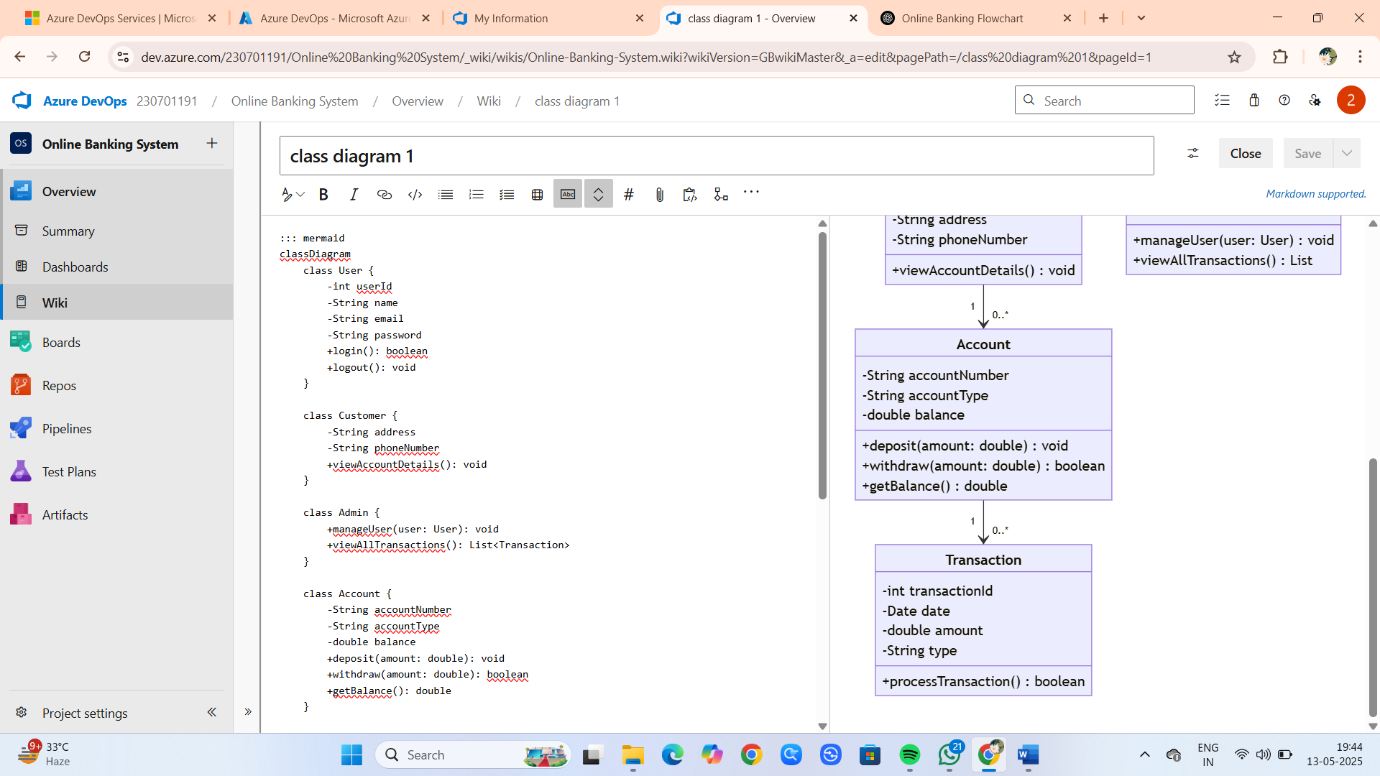 Azure DevOps Services | Micros
Azure DevOps - Microsoft Azur
My Information
class diagram 1 - Overview
Online Banking Flowchart
dev.azure.com/230701191/Online%20Banking%20System/_wiki/wikis/Online-Banking-System.wiki?wikiVersion=GBwikiMaster&_a=edit&pagePath=/class%20diagram%201&pageId=1
Azure DevOps 230701191 / Online Banking System / Overview / Wiki / class diagram 1
Search
2
OS Online Banking System
Overview
Summary
Dashboards
Wiki
Boards
Repos
Pipelines
Test Plans
Artifacts
Project settings
class diagram 1
Close
Save
B I </> Abc # ...
Markdown supported.
::: mermaid
classDiagram
class User {
-int userId
-String name
-String email
-String password
+login(): boolean
+logout(): void
}
class Customer {
-String address
-String phoneNumber
+viewAccountDetails(): void
}
class Admin {
+manageUser(user: User): void
+viewAllTransactions(): List<Transaction>
}
class Account {
-String accountNumber
-String accountType
-double balance
+deposit(amount: double): void
+withdraw(amount: double): boolean
+getBalance(): double
}
-String address
-String phoneNumber
+viewAccountDetails() : void
+manageUser(user: User) : void
+viewAllTransactions() : List
1
0..*
Account
-String accountNumber
-String accountType
-double balance
+deposit(amount: double) : void
+withdraw(amount: double) : boolean
+getBalance() : double
1
0..*
Transaction
-int transactionId
-Date date
-double amount
-String type
+processTransaction() : boolean
9+
33°C
Haze
Search
21
ENG
IN
19:44
13-05-2025